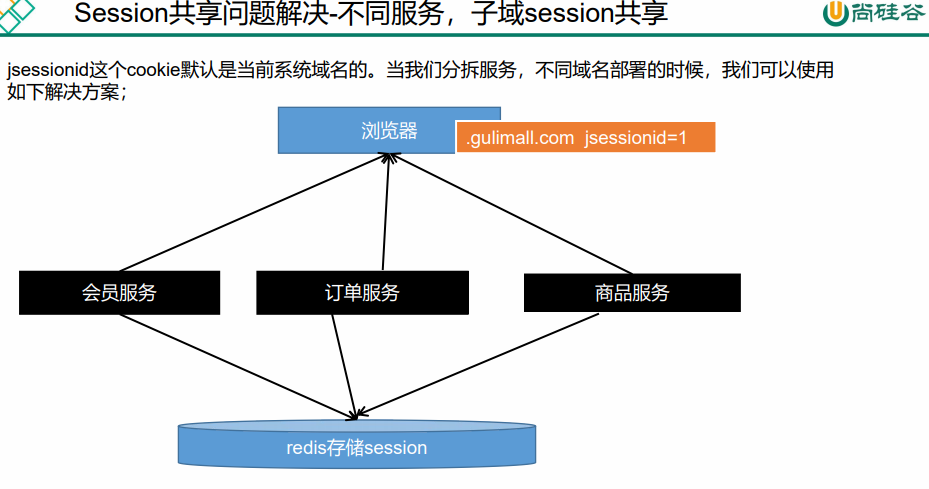 Session共享问题解决-不同服务，子域session共享
尚硅谷
jsessionid这个cookie默认是当前系统域名的。当我们分拆服务，不同域名部署的时候，我们可以使用
如下解决方案；
浏览器
.gulimall.com jsessionid=1
会员服务
订单服务
商品服务
redis存储session